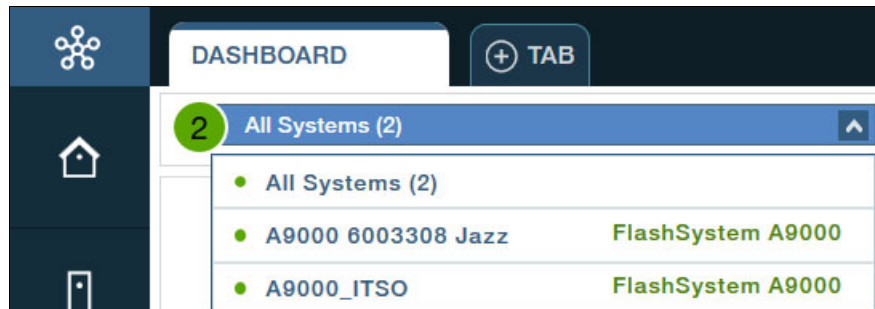 DASHBOARD
TAB
2 All Systems (2)
All Systems (2)
A9000 6003308 Jazz FlashSystem A9000
A9000_ITSO FlashSystem A9000